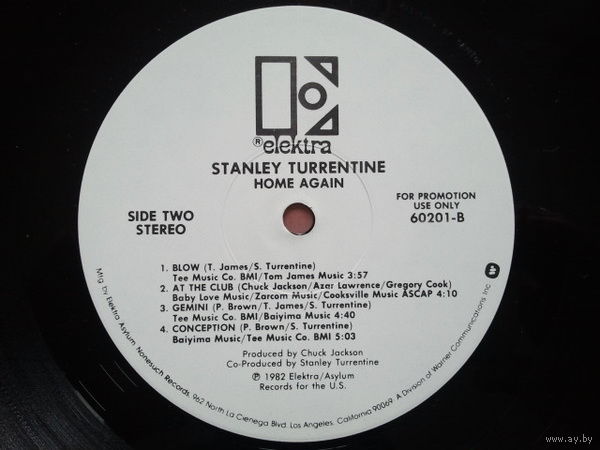 ® elektra
STANLEY TURRENTINE
HOME AGAIN
SIDE TWO
STEREO
FOR PROMOTION
USE ONLY
60201-B
1. BLOW (T. James/S. Turrentine)
Tee Music Co. BMI/Tom James Music 3:57
2. AT THE CLUB (Chuck Jackson/Azer Lawrence/Gregory Cook)
Baby Love Music/Zarcom Music/Cooksville Music ASCAP 4:10
3. GEMINI (P. Brown/T. James/S. Turrentine)
Tee Music Co. BMI/Baiyima Music 4:40
4. CONCEPTION (P. Brown/S. Turrentine)
Baiyima Music/Tee Music Co. BMI 5:03
Produced by Chuck Jackson
Co-Produced by Stanley Turrentine
℗ 1982 Elektra/Asylum
Records for the U.S.
Mfg. by Elektra Asylum Nonesuch Records, 962 North La Cienega Blvd. Los Angeles, California 90069. A Division of Warner Communications Inc.
www.ay.by